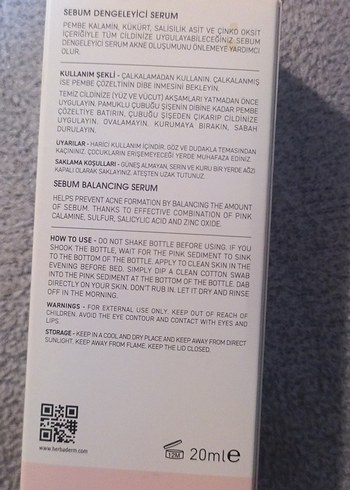 SEBUM DENGELEYİCİ SERUM
PEMBE KALAMİN, KÜKÜRT, SALİSİLİK ASİT VE ÇİNKO OKSİT
İÇERİĞİYLE TÜM CİLDİNİZE UYGULAYABİLECEĞİNİZ SEBUM
DENGELEYİCİ SERUM AKNE OLUŞUMUNU ÖNLEMEYE YARDIMCI
OLUR.
KULLANIM ŞEKLİ - ÇALKALAMADAN KULLANIN. ÇALKALANMIŞ
İSE PEMBE ÇÖZELTİNİN DİBE İNMESİNİ BEKLEYİN.
TEMİZ CİLDİNİZE (YÜZ VE VÜCUT) AKŞAMLARI YATMADAN ÖNCE
UYGULAYIN. PAMUKLU ÇUBUĞU ŞİŞENİN DİBİNE KADAR PEMBE
ÇÖZELTİYE BATIRIN, ÇUBUĞU ŞİŞEDEN ÇIKARIP CİLDİNİZE
UYGULAYIN. OVALAMAYIN. KURUMAYA BIRAKIN, SABAH
DURULAYIN.
UYARILAR - HARİCİ KULLANIM İÇİNDİR. GÖZ VE DUDAKLA TEMASINDAN
KAÇININIZ. ÇOCUKLARIN ERİŞEMEYECEĞİ YERDE MUHAFAZA EDİNİZ.
SAKLAMA KOŞULLARI - GÜNEŞ ALMAYAN, SERİN VE KURU BİR YERDE AĞZI
KAPALI OLARAK SAKLAYINIZ. ATEŞTEN UZAK TUTUNUZ.
SEBUM BALANCING SERUM
HELPS PREVENT ACNE FORMATION BY BALANCING THE AMOUNT
OF SEBUM, THANKS TO EFFECTIVE COMBINATION OF PINK
CALAMINE, SULFUR, SALICYLIC ACID AND ZINC OXIDE.
HOW TO USE - DO NOT SHAKE BOTTLE BEFORE USING. IF YOU
SHOOK THE BOTTLE, WAIT FOR THE PINK SEDIMENT TO SINK
TO THE BOTTOM OF THE BOTTLE. APPLY TO CLEAN SKIN IN THE
EVENING BEFORE BED. SIMPLY DIP A CLEAN COTTON SWAB
INTO THE PINK SEDIMENT AT THE BOTTOM OF THE BOTTLE. DAB
DIRECTLY ON YOUR SKIN. DON'T RUB IN. LET IT DRY AND RINSE
OFF IN THE MORNING.
WARNINGS - FOR EXTERNAL USE ONLY. KEEP OUT OF REACH OF
CHILDREN. AVOID THE EYE CONTOUR AND CONTACT WITH EYES AND
LIPS.
STORAGE - KEEP IN A COOL AND DRY PLACE AND KEEP AWAY FROM DIRECT
SUNLIGHT. KEEP AWAY FROM FLAME. KEEP THE LID CLOSED.
www.herbaderm.com
12M
20ml e